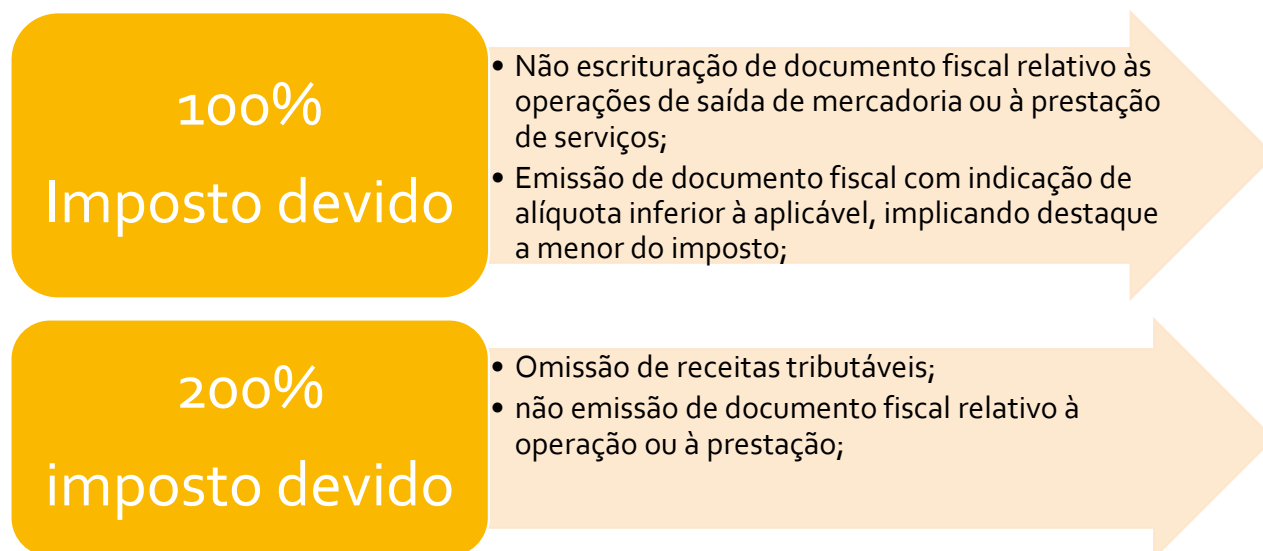 100%
Imposto devido
• Não escrituração de documento fiscal relativo às
operações de saída de mercadoria ou à prestação
de serviços;
• Emissão de documento fiscal com indicação de
alíquota inferior à aplicável, implicando destaque
a menor do imposto;
200%
imposto devido
• Omissão de receitas tributáveis;
• não emissão de documento fiscal relativo à
operação ou à prestação;